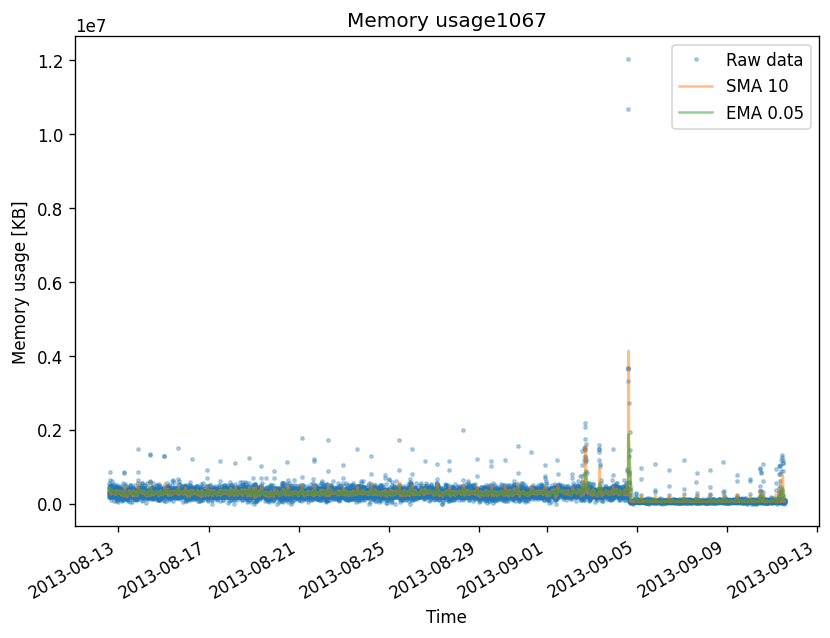 Memory usage1067
1e7
Raw data
SMA 10
EMA 0.05
1.2
1.0
0.8
0.6
0.4
0.2
0.0
Memory usage [KB]
2013-08-13
2013-08-17
2013-08-21
2013-08-25
2013-08-29
2013-09-01
2013-09-05
2013-09-09
2013-09-13
Time